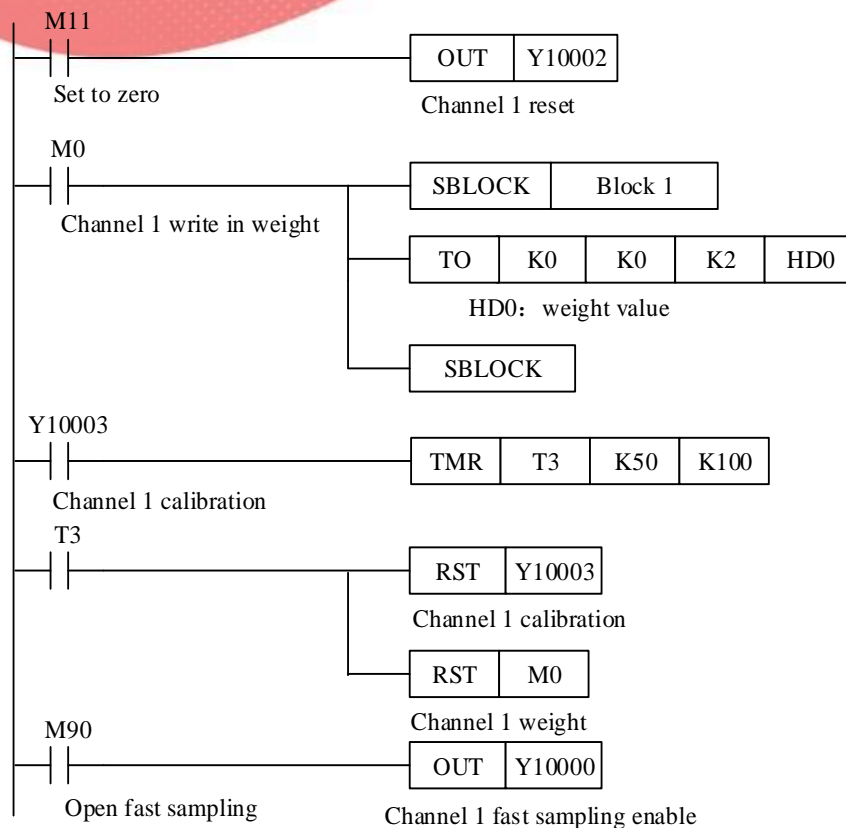 M11
OUT Y10002
Set to zero
Channel 1 reset
M0
SBLOCK Block 1
Channel 1 write in weight
TO K0 K0 K2 HD0
HD0：weight value
SBLOCK
Y10003
TMR T3 K50 K100
Channel 1 calibration
T3
RST Y10003
Channel 1 calibration
RST M0
Channel 1 weight
M90
OUT Y10000
Open fast sampling
Channel 1 fast sampling enable